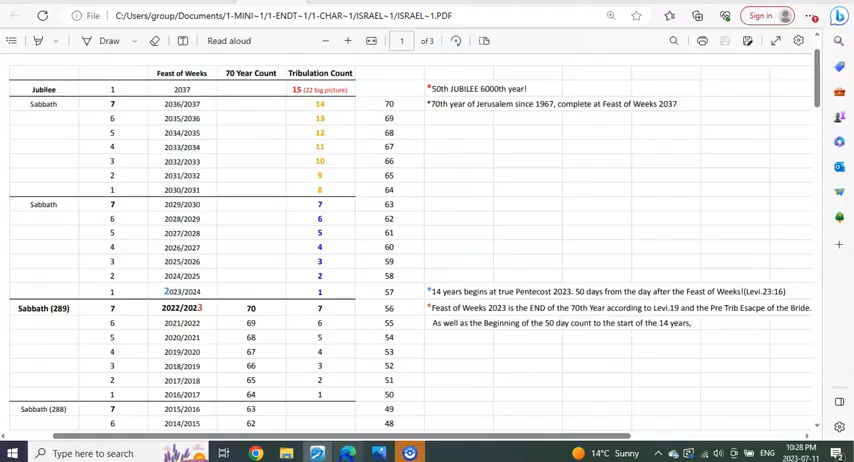 C:/Users/group/Documents/1-MINI~1/1-ENDT~1/1-CHAR~1/ISRAEL~1/ISRAEL~1.PDF
Sign in
Draw
Read aloud
1 of 3
Feast of Weeks 70 Year Count Tribulation Count
Jubilee 1 2037 15 (22 big picture) *50th JUBILEE 6000th year!
Sabbath 7 2036/2037 14 70 *70th year of Jerusalem since 1967, complete at Feast of Weeks 2037
6 2035/2036 13 69
5 2034/2035 12 68
4 2033/2034 11 67
3 2032/2033 10 66
2 2031/2032 9 65
1 2030/2031 8 64
Sabbath 7 2029/2030 7 63
6 2028/2029 6 62
5 2027/2028 5 61
4 2026/2027 4 60
3 2025/2026 3 59
2 2024/2025 2 58
1 2023/2024 1 57 *14 years begins at true Pentecost 2023. 50 days from the day after the Feast of Weeks!(Levi.23:16)
Sabbath (289) 7 2022/2023 70 7 56 *Feast of Weeks 2023 is the END of the 70th Year according to Levi.19 and the Pre Trib Esacpe of the Bride.
6 2021/2022 69 6 55 As well as the Beginning of the 50 day count to the start of the 14 years,
5 2020/2021 68 5 54
4 2019/2020 67 4 53
3 2018/2019 66 3 52
2 2017/2018 65 2 51
1 2016/2017 64 1 50
Sabbath (288) 7 2015/2016 63 49
6 2014/2015 62 48
Type here to search
14°C Sunny
ENG
10:28 PM
2023-07-11
2